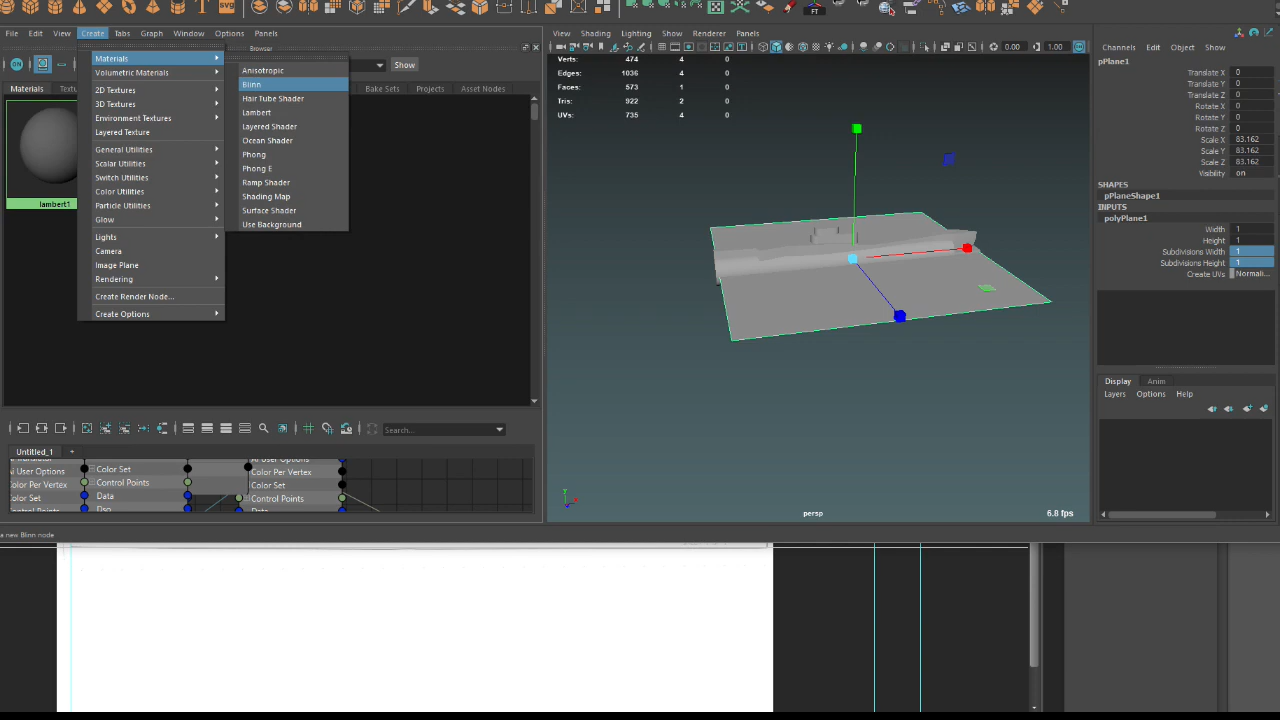 SVG
FT
File Edit View Create Tabs Graph Window Options Panels
View Shading Lighting Show Renderer Panels
Browser
ON
Show
0.00
1.00
Materials
Bake Sets Projects Asset Nodes
lambert1
Materials
Volumetric Materials
2D Textures
3D Textures
Environment Textures
Layered Texture
General Utilities
Scalar Utilities
Switch Utilities
Color Utilities
Particle Utilities
Glow
Lights
Camera
Image Plane
Rendering
Create Render Node...
Create Options
Anisotropic
Blinn
Hair Tube Shader
Lambert
Layered Shader
Ocean Shader
Phong
Phong E
Ramp Shader
Shading Map
Surface Shader
Use Background
Verts: 474 4 0
Edges: 1036 4 0
Faces: 573 1 0
Tris: 922 2 0
UVs: 735 4 0
persp
6.8 fps
Channels Edit Object Show
pPlane1
Translate X 0
Translate Y 0
Translate Z 0
Rotate X 0
Rotate Y 0
Rotate Z 0
Scale X 83.162
Scale Y 83.162
Scale Z 83.162
Visibility on
SHAPES
pPlaneShape1
INPUTS
polyPlane1
Width 1
Height 1
Subdivisions Width 1
Subdivisions Height 1
Create UVs Normali...
Display Anim
Layers Options Help
Search...
Untitled_1 +
AI User Options
Color Per Vertex
Color Set
Color Set
Control Points
Data
Color Per Vertex
Color Set
Control Points
a new Blinn node